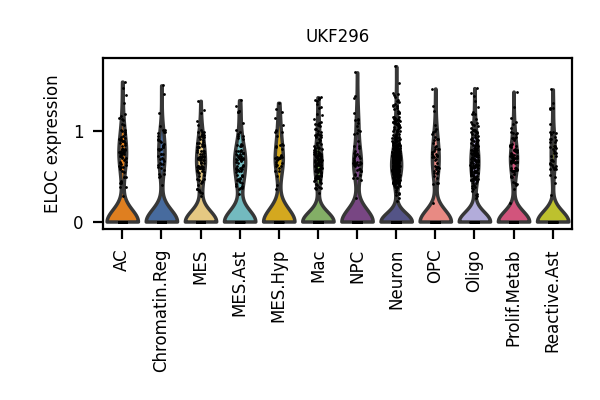 UKF296
ELOC expression
1
0
AC
Chromatin.Reg
MES
MES.Ast
MES.Hyp
Mac
NPC
Neuron
OPC
Oligo
Prolif.Metab
Reactive.Ast